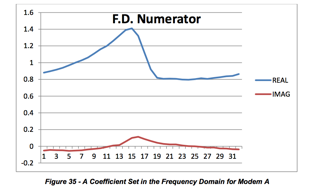 F.D. Numerator
1.6
1.4
1.2
1
0.8
0.6
0.4
0.2
0
-0.2
1 3 5 7 9 11 13 15 17 19 21 23 25 27 29 31
REAL
IMAG
Figure 35 - A Coefficient Set in the Frequency Domain for Modem A